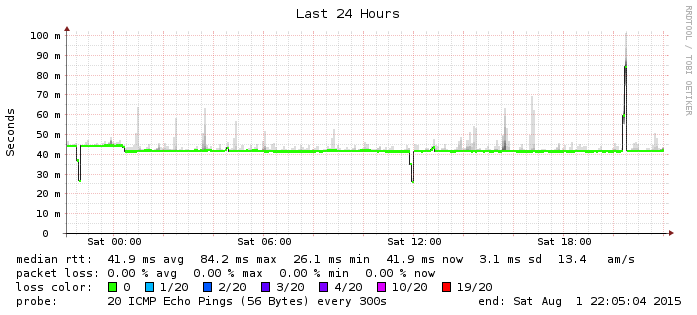 Last 24 Hours
RRDTOOL / TOBI OETIKER
Seconds
100 m
90 m
80 m
70 m
60 m
50 m
40 m
30 m
20 m
10 m
0
Sat 00:00 Sat 06:00 Sat 12:00 Sat 18:00
median rtt: 41.9 ms avg 84.2 ms max 26.1 ms min 41.9 ms now 3.1 ms sd 13.4 am/s
packet loss: 0.00 % avg 0.00 % max 0.00 % min 0.00 % now
loss color: 0 1/20 2/20 3/20 4/20 10/20 19/20
probe: 20 ICMP Echo Pings (56 Bytes) every 300s end: Sat Aug 1 22:05:04 2015